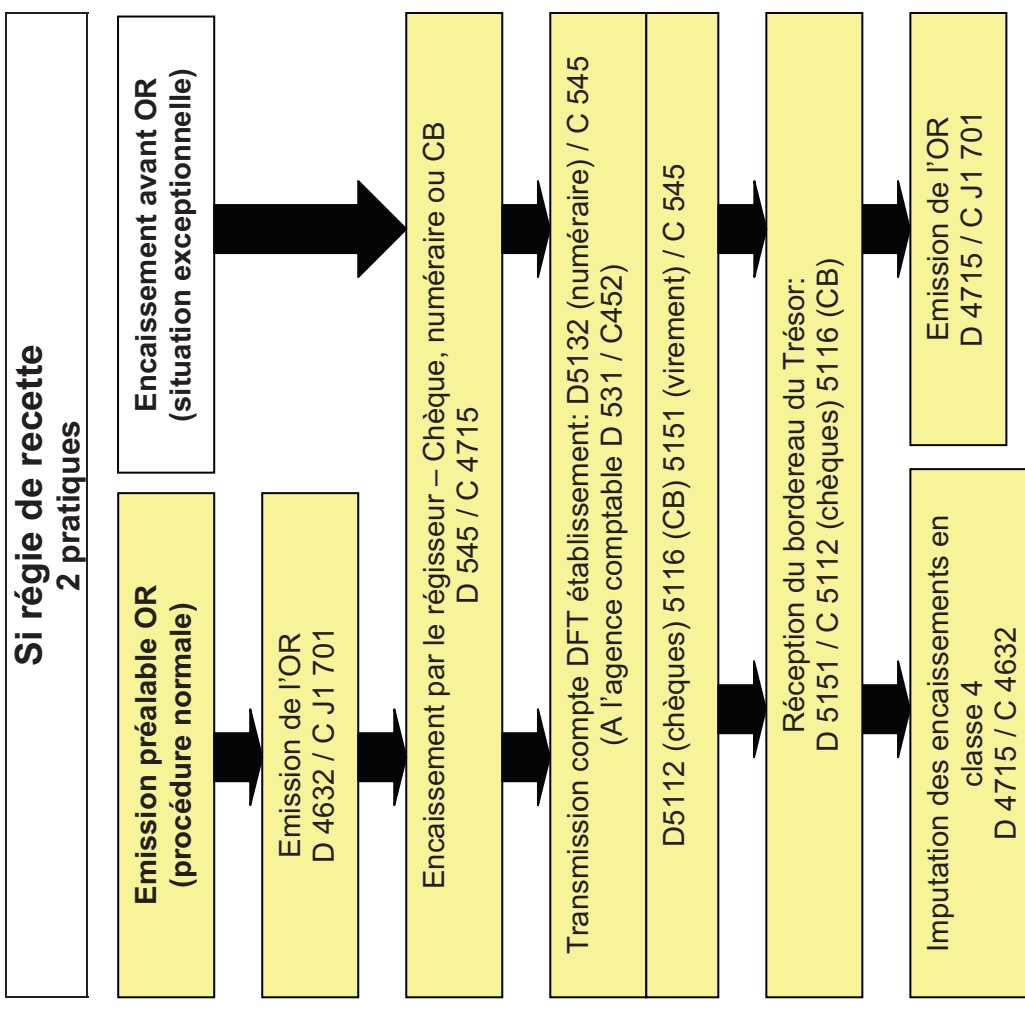 Si régie de recette
2 pratiques
Emission préalable OR
(procédure normale)
Encaissement avant OR
(situation exceptionnelle)
Emission de l'OR
D 4632 / C J1 701
Encaissement par le régisseur – Chèque, numéraire ou CB
D 545 / C 4715
Transmission compte DFT établissement: D5132 (numéraire) / C 545
(A l'agence comptable D 531 / C452)
D5112 (chèques) 5116 (CB) 5151 (virement) / C 545
Réception du bordereau du Trésor:
D 5151 / C 5112 (chèques) 5116 (CB)
Imputation des encaissements en
classe 4
D 4715 / C 4632
Emission de l'OR
D 4715 / C J1 701